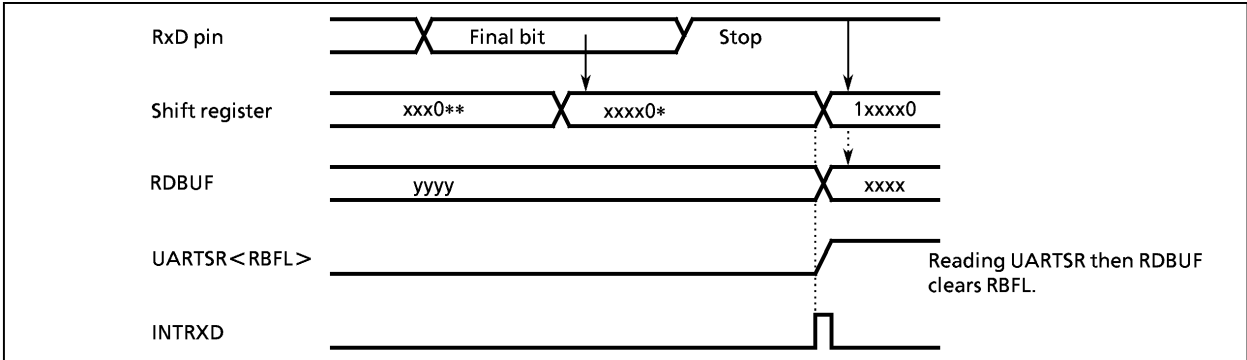 RxD pin Final bit Stop
Shift register xxx0** xxxx0* 1xxxx0
RDBUF yyyy xxxx
UARTSR<RBFL>
Reading UARTSR then RDBUF
clears RBFL.
INTRXD